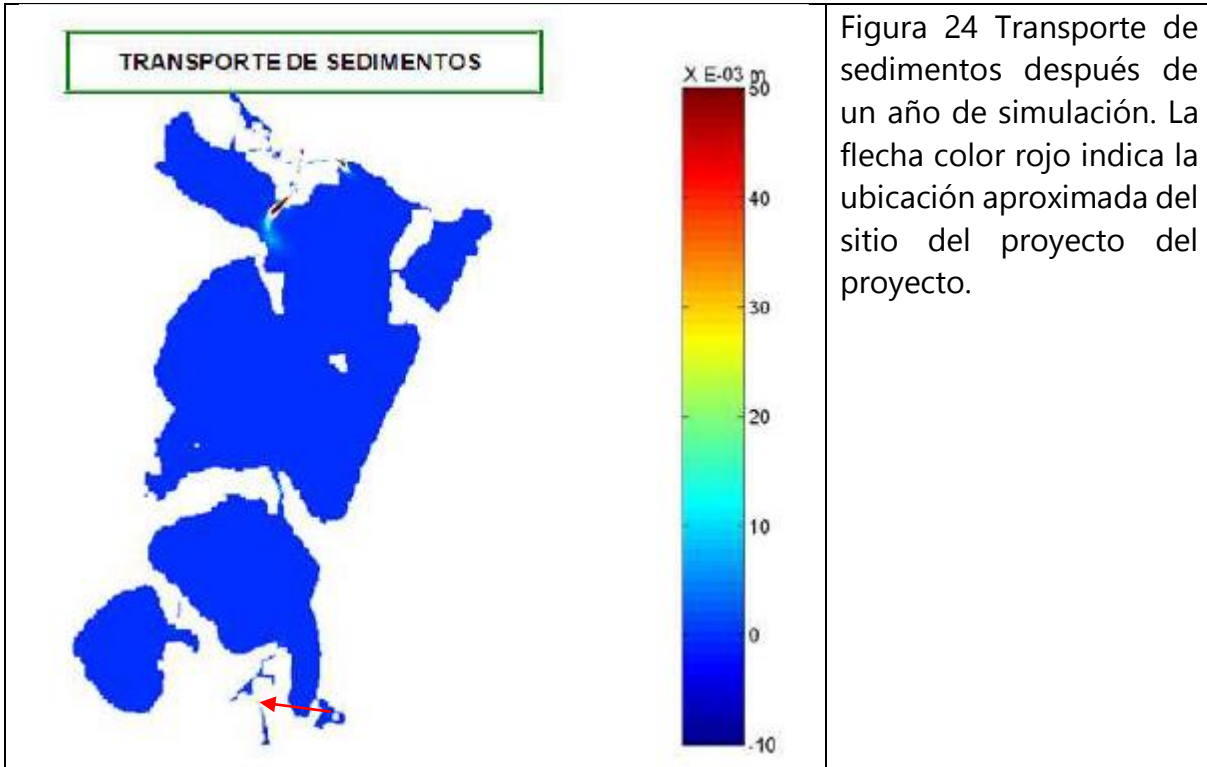 TRANSPORTE DE SEDIMENTOS
X E-03 m
50
40
30
20
10
0
-10
Figura 24 Transporte de
sedimentos después de
un año de simulación. La
flecha color rojo indica la
ubicación aproximada del
sitio del proyecto del
proyecto.